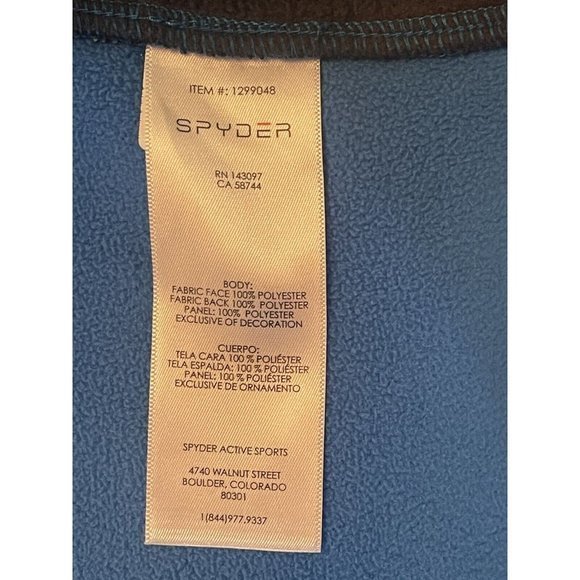 ITEM #: 1299048
SPYDER
RN 143097
CA 58744
BODY:
FABRIC FACE 100% POLYESTER
FABRIC BACK 100% POLYESTER
PANEL: 100% POLYESTER
EXCLUSIVE OF DECORATION
CUERPO:
TELA CARA 100 % POLIÉSTER
TELA ESPALDA: 100 % POLIÉSTER
PANEL: 100 % POLIÉSTER
EXCLUSIVO DE ORNAMENTO
SPYDER ACTIVE SPORTS
4740 WALNUT STREET
BOULDER, COLORADO
80301
1(844)977.9337